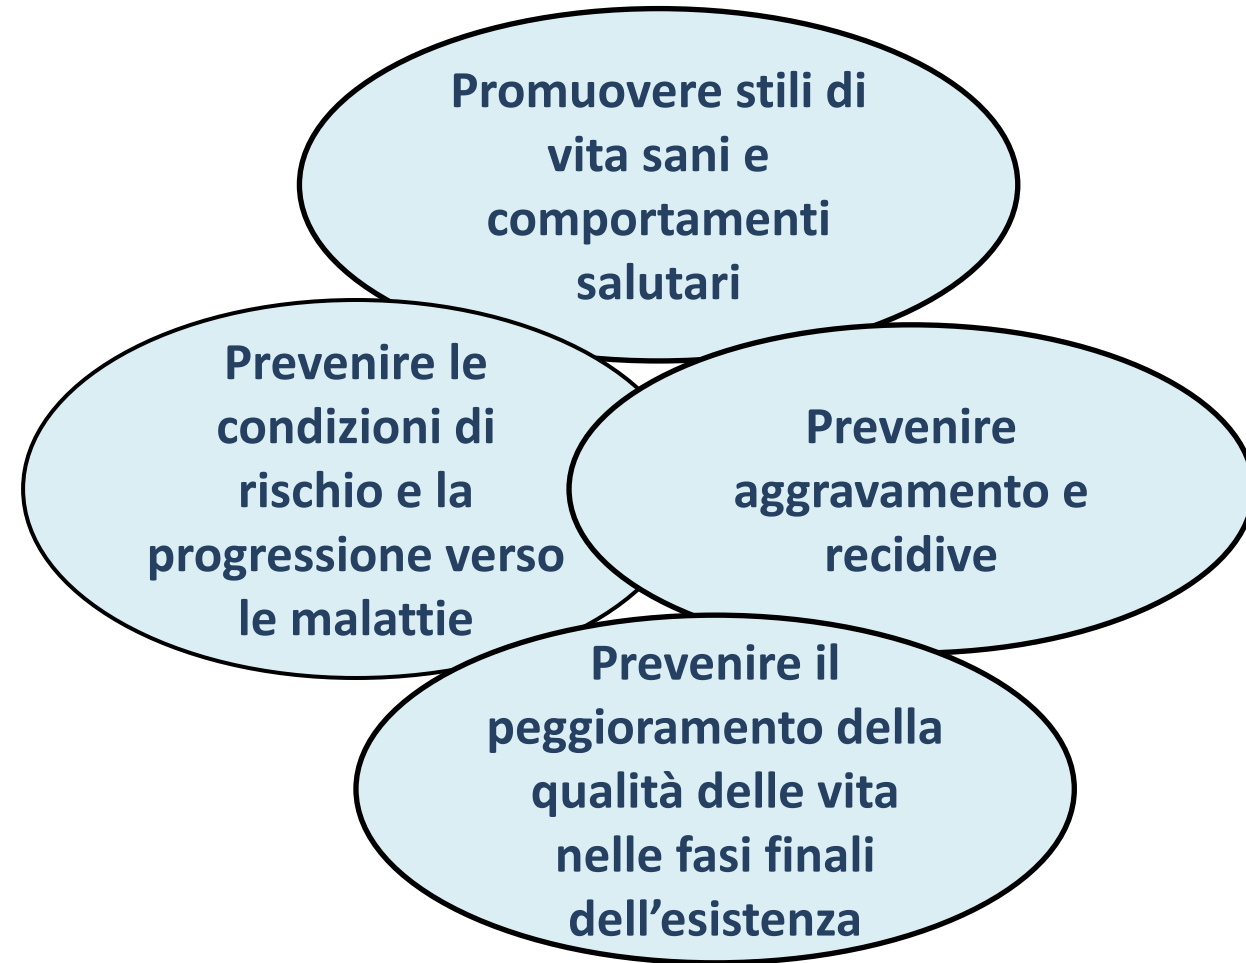 Promuovere stili di
vita sani e
comportamenti
salutari
Prevenire le
condizioni di
rischio e la
progressione verso
le malattie
Prevenire
aggravamento e
recidive
Prevenire il
peggioramento della
qualità delle vita
nelle fasi finali
dell’esistenza